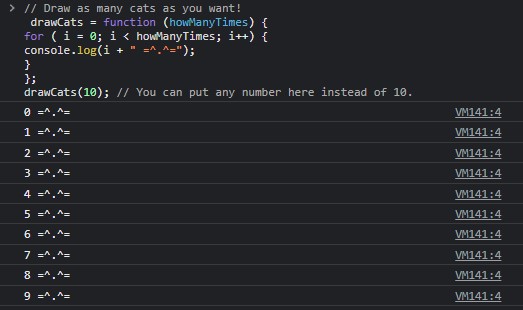 > // Draw as many cats as you want!
drawCats = function (howManyTimes) {
for ( i = 0; i < howManyTimes; i++) {
console.log(i + " =^.^=");
}
};
drawCats(10); // You can put any number here instead of 10.
0 =^.^= VM141:4
1 =^.^= VM141:4
2 =^.^= VM141:4
3 =^.^= VM141:4
4 =^.^= VM141:4
5 =^.^= VM141:4
6 =^.^= VM141:4
7 =^.^= VM141:4
8 =^.^= VM141:4
9 =^.^= VM141:4